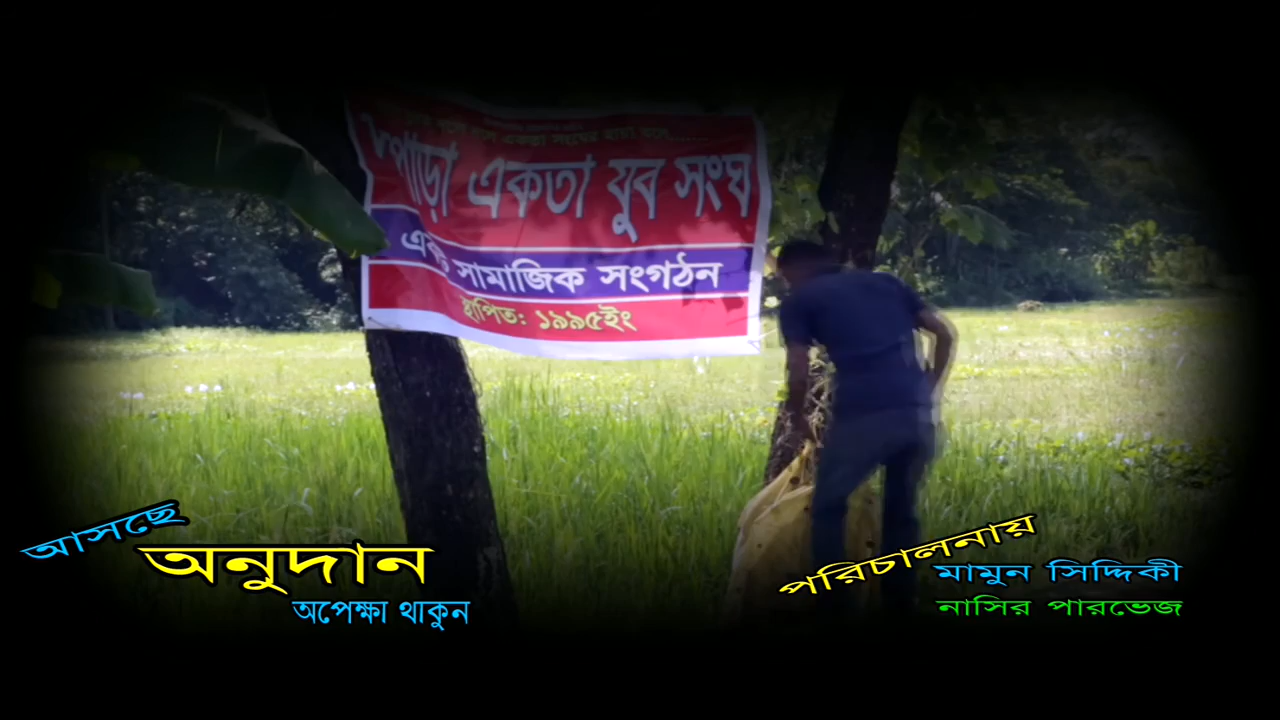 একতা যুব সংঘ
সামাজিক সংগঠন
স্থাপিত: ১৯৯৫ইং
আসছে
অনুদান
অপেক্ষা থাকুন
পরিচালনায়
মামুন সিদ্দিকী
নাসির পারভেজ